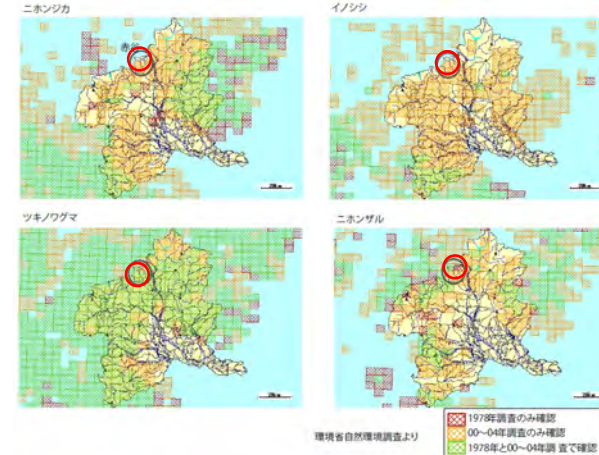 ニホンジカ
イノシシ
赤谷
ツキノワグマ
ニホンザル
環境省自然環境調査より
1978年調査のみ確認
00〜04年調査のみ確認
1978年と00〜04年調 査で確認